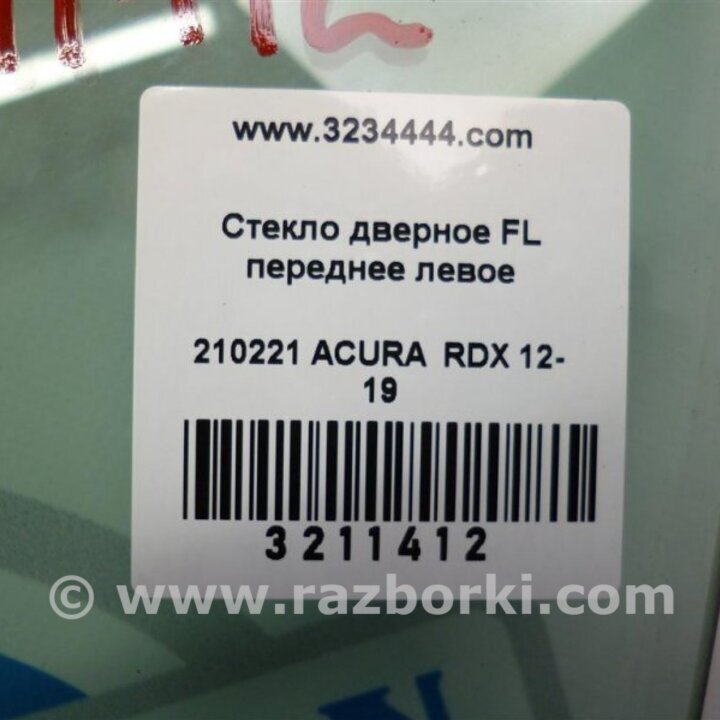 www.3234444.com
Стекло дверное FL
переднее левое
210221 ACURA RDX 12-
19
3211412
© www.razborki.com